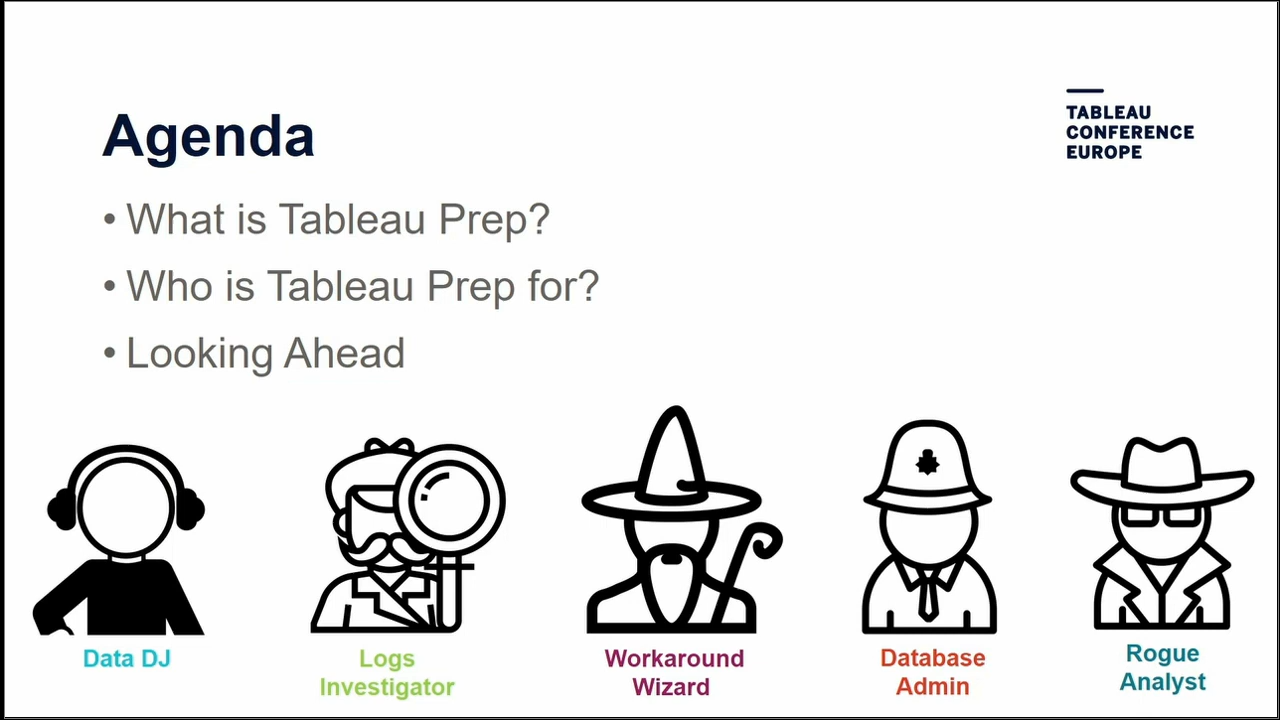 Agenda
TABLEAU
CONFERENCE
EUROPE
• What is Tableau Prep?
• Who is Tableau Prep for?
• Looking Ahead
Data DJ
Logs
Investigator
Workaround
Wizard
Database
Admin
Rogue
Analyst